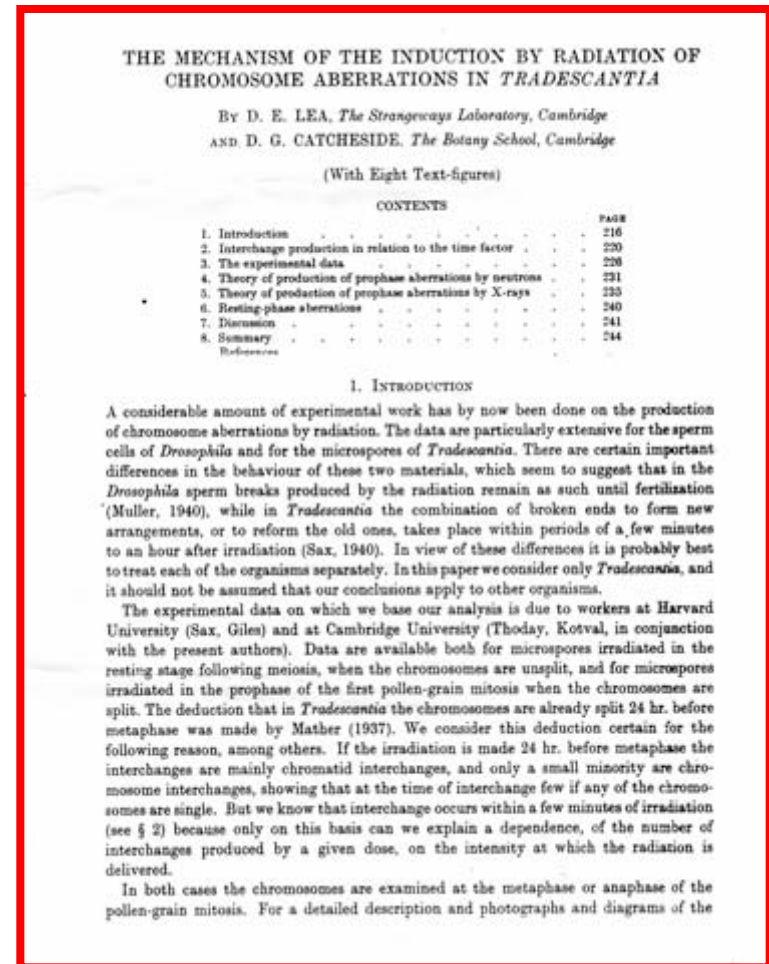 THE MECHANISM OF THE INDUCTION BY RADIATION OF
CHROMOSOME ABERRATIONS IN TRADESCANTIA
BY D. E. LEA, The Strangeways Laboratory, Cambridge
AND D. G. CATCHESIDE, The Botany School, Cambridge
(With Eight Text-figures)
CONTENTS
PAGE
1. Introduction . . . . . . . . . . 216
2. Interchange production in relation to the time factor . . . 220
3. The experimental data . . . . . . . . 226
4. Theory of production of prophase aberrations by neutrons . . 231
5. Theory of production of prophase aberrations by X-rays . . 235
6. Resting-phase aberrations . . . . . . . . 240
7. Discussion . . . . . . . . . . 241
8. Summary . . . . . . . . . . 244
References
1. INTRODUCTION
A considerable amount of experimental work has by now been done on the production
of chromosome aberrations by radiation. The data are particularly extensive for the sperm
cells of Drosophila and for the microspores of Tradescantia. There are certain important
differences in the behaviour of these two materials, which seem to suggest that in the
Drosophila sperm breaks produced by the radiation remain as such until fertilization
(Muller, 1940), while in Tradescantia the combination of broken ends to form new
arrangements, or to reform the old ones, takes place within periods of a few minutes
to an hour after irradiation (Sax, 1940). In view of these differences it is probably best
to treat each of the organisms separately. In this paper we consider only Tradescantia, and
it should not be assumed that our conclusions apply to other organisms.
The experimental data on which we base our analysis is due to workers at Harvard
University (Sax, Giles) and at Cambridge University (Thoday, Kotval, in conjunction
with the present authors). Data are available both for microspores irradiated in the
resting stage following meiosis, when the chromosomes are unsplit, and for microspores
irradiated in the prophase of the first pollen-grain mitosis when the chromosomes are
split. The deduction that in Tradescantia the chromosomes are already split 24 hr. before
metaphase was made by Mather (1937). We consider this deduction certain for the
following reason, among others. If the irradiation is made 24 hr. before metaphase the
interchanges are mainly chromatid interchanges, and only a small minority are chro-
mosome interchanges, showing that at the time of interchange few if any of the chromo-
somes are single. But we know that interchange occurs within a few minutes of irradiation
(see § 2) because only on this basis can we explain a dependence, of the number of
interchanges produced by a given dose, on the intensity at which the radiation is
delivered.
In both cases the chromosomes are examined at the metaphase or anaphase of the
pollen-grain mitosis. For a detailed description and photographs and diagrams of the